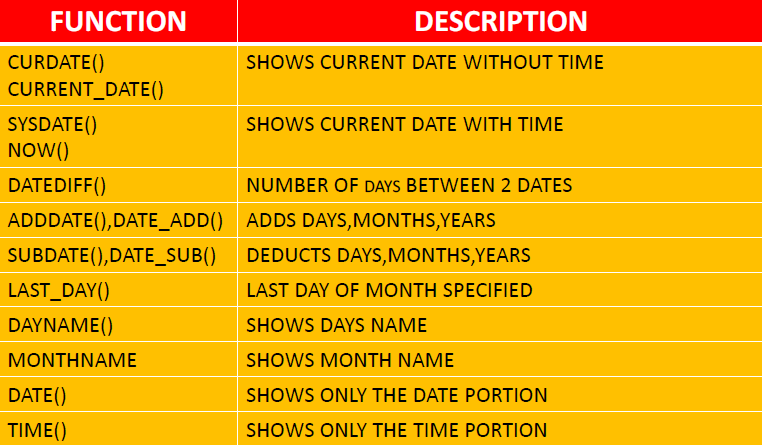 FUNCTION DESCRIPTION
CURDATE() SHOWS CURRENT DATE WITHOUT TIME
CURRENT_DATE()
SYSDATE() SHOWS CURRENT DATE WITH TIME
NOW()
DATEDIFF() NUMBER OF DAYS BETWEEN 2 DATES
ADDDATE(),DATE_ADD() ADDS DAYS,MONTHS,YEARS
SUBDATE(),DATE_SUB() DEDUCTS DAYS,MONTHS,YEARS
LAST_DAY() LAST DAY OF MONTH SPECIFIED
DAYNAME() SHOWS DAYS NAME
MONTHNAME SHOWS MONTH NAME
DATE() SHOWS ONLY THE DATE PORTION
TIME() SHOWS ONLY THE TIME PORTION